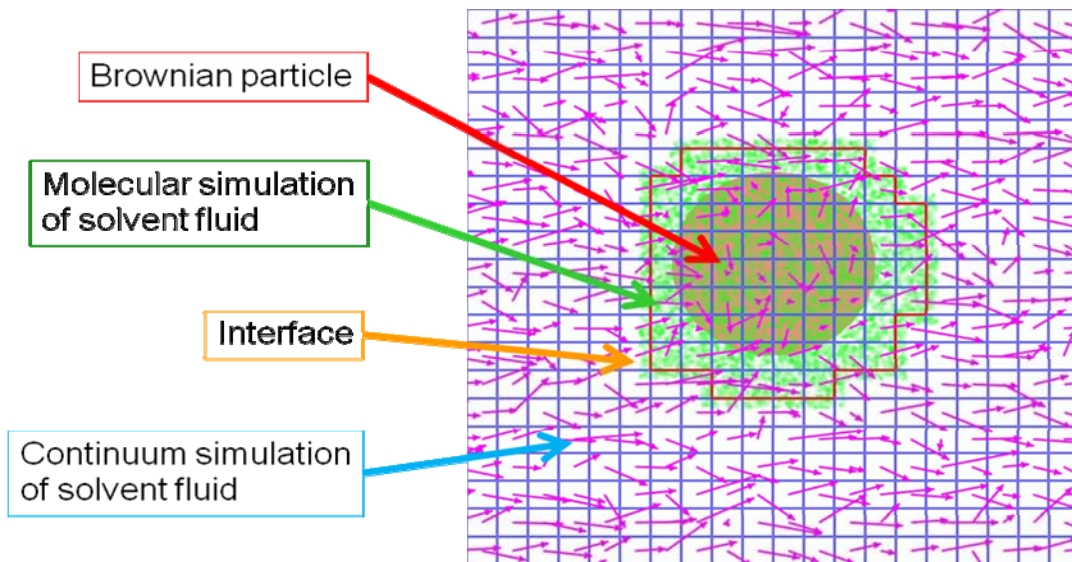 Brownian particle
Molecular simulation
of solvent fluid
Interface
Continuum simulation
of solvent fluid